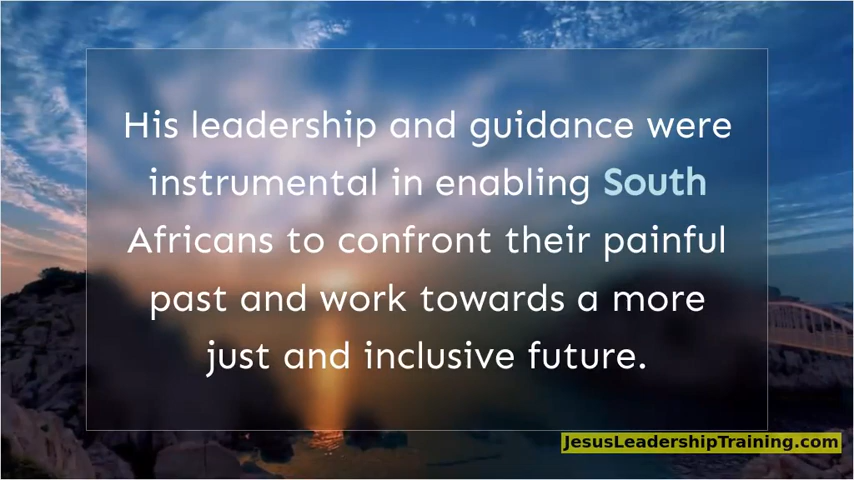 His leadership and guidance were
instrumental in enabling South
Africans to confront their painful
past and work towards a more
just and inclusive future.
JesusLeadershipTraining.com